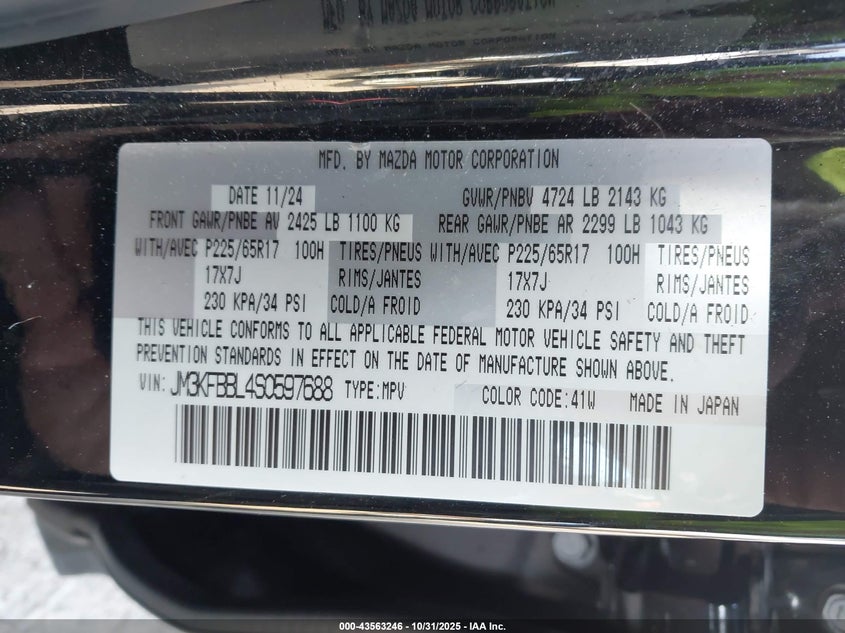 MFD. BY MAZDA MOTOR CORPORATION
DATE 11/24 GVWR/PNBV 4724 LB 2143 KG
FRONT GAWR/PNBE AV 2425 LB 1100 KG REAR GAWR/PNBE AR 2299 LB 1043 KG
WITH/AVEC P225/65R17 100H TIRES/PNEUS WITH/AVEC P225/65R17 100H TIRES/PNEUS
17X7J RIMS/JANTES 17X7J RIMS/JANTES
230 KPA/34 PSI COLD/A FROID 230 KPA/34 PSI COLD/A FROID
THIS VEHICLE CONFORMS TO ALL APPLICABLE FEDERAL MOTOR VEHICLE SAFETY AND THEFT
PREVENTION STANDARDS IN EFFECT ON THE DATE OF MANUFACTURE SHOWN ABOVE.
VIN: JM3KFBBL4S0597688 TYPE:MPV COLOR CODE:41W MADE IN JAPAN
000-43563246 - 10/31/2025 - IAA Inc.